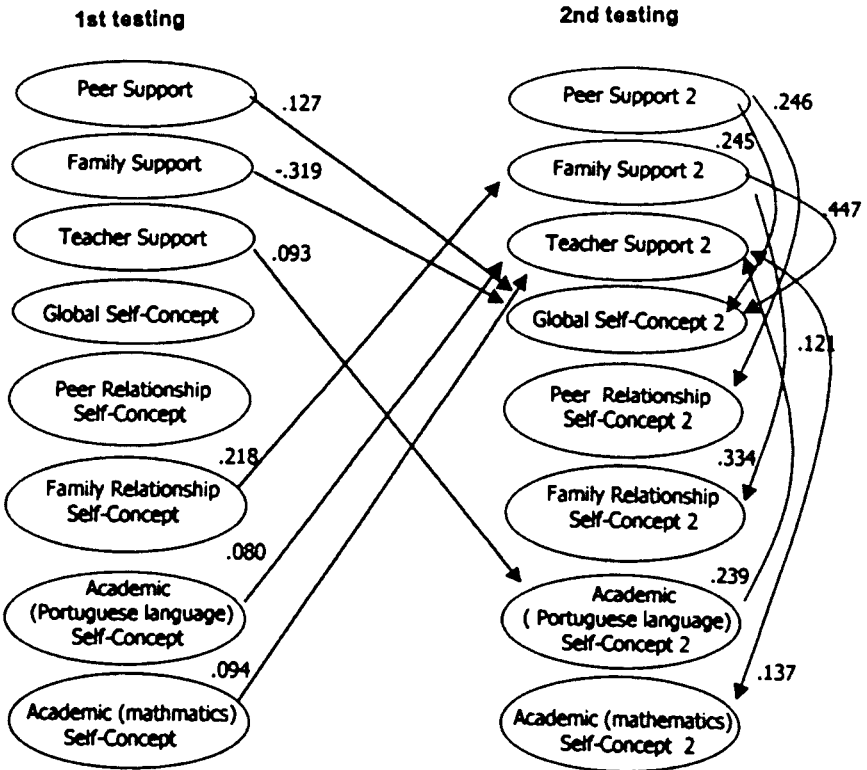 1st testing
2nd testing
Peer Support
.127
Family Support
-.319
Teacher Support
.093
Global Self-Concept
Peer Relationship
Self-Concept
.218
Family Relationship
Self-Concept
.080
Academic
(Portuguese language)
Self-Concept
.094
Academic (mathmatics)
Self-Concept
Peer Support 2
.246
.245
Family Support 2
.447
Teacher Support 2
Global Self-Concept 2
.121
Peer Relationship
Self-Concept 2
.334
Family Relationship
Self-Concept 2
.239
Academic
( Portuguese language)
Self-Concept 2
.137
Academic (mathematics)
Self-Concept 2